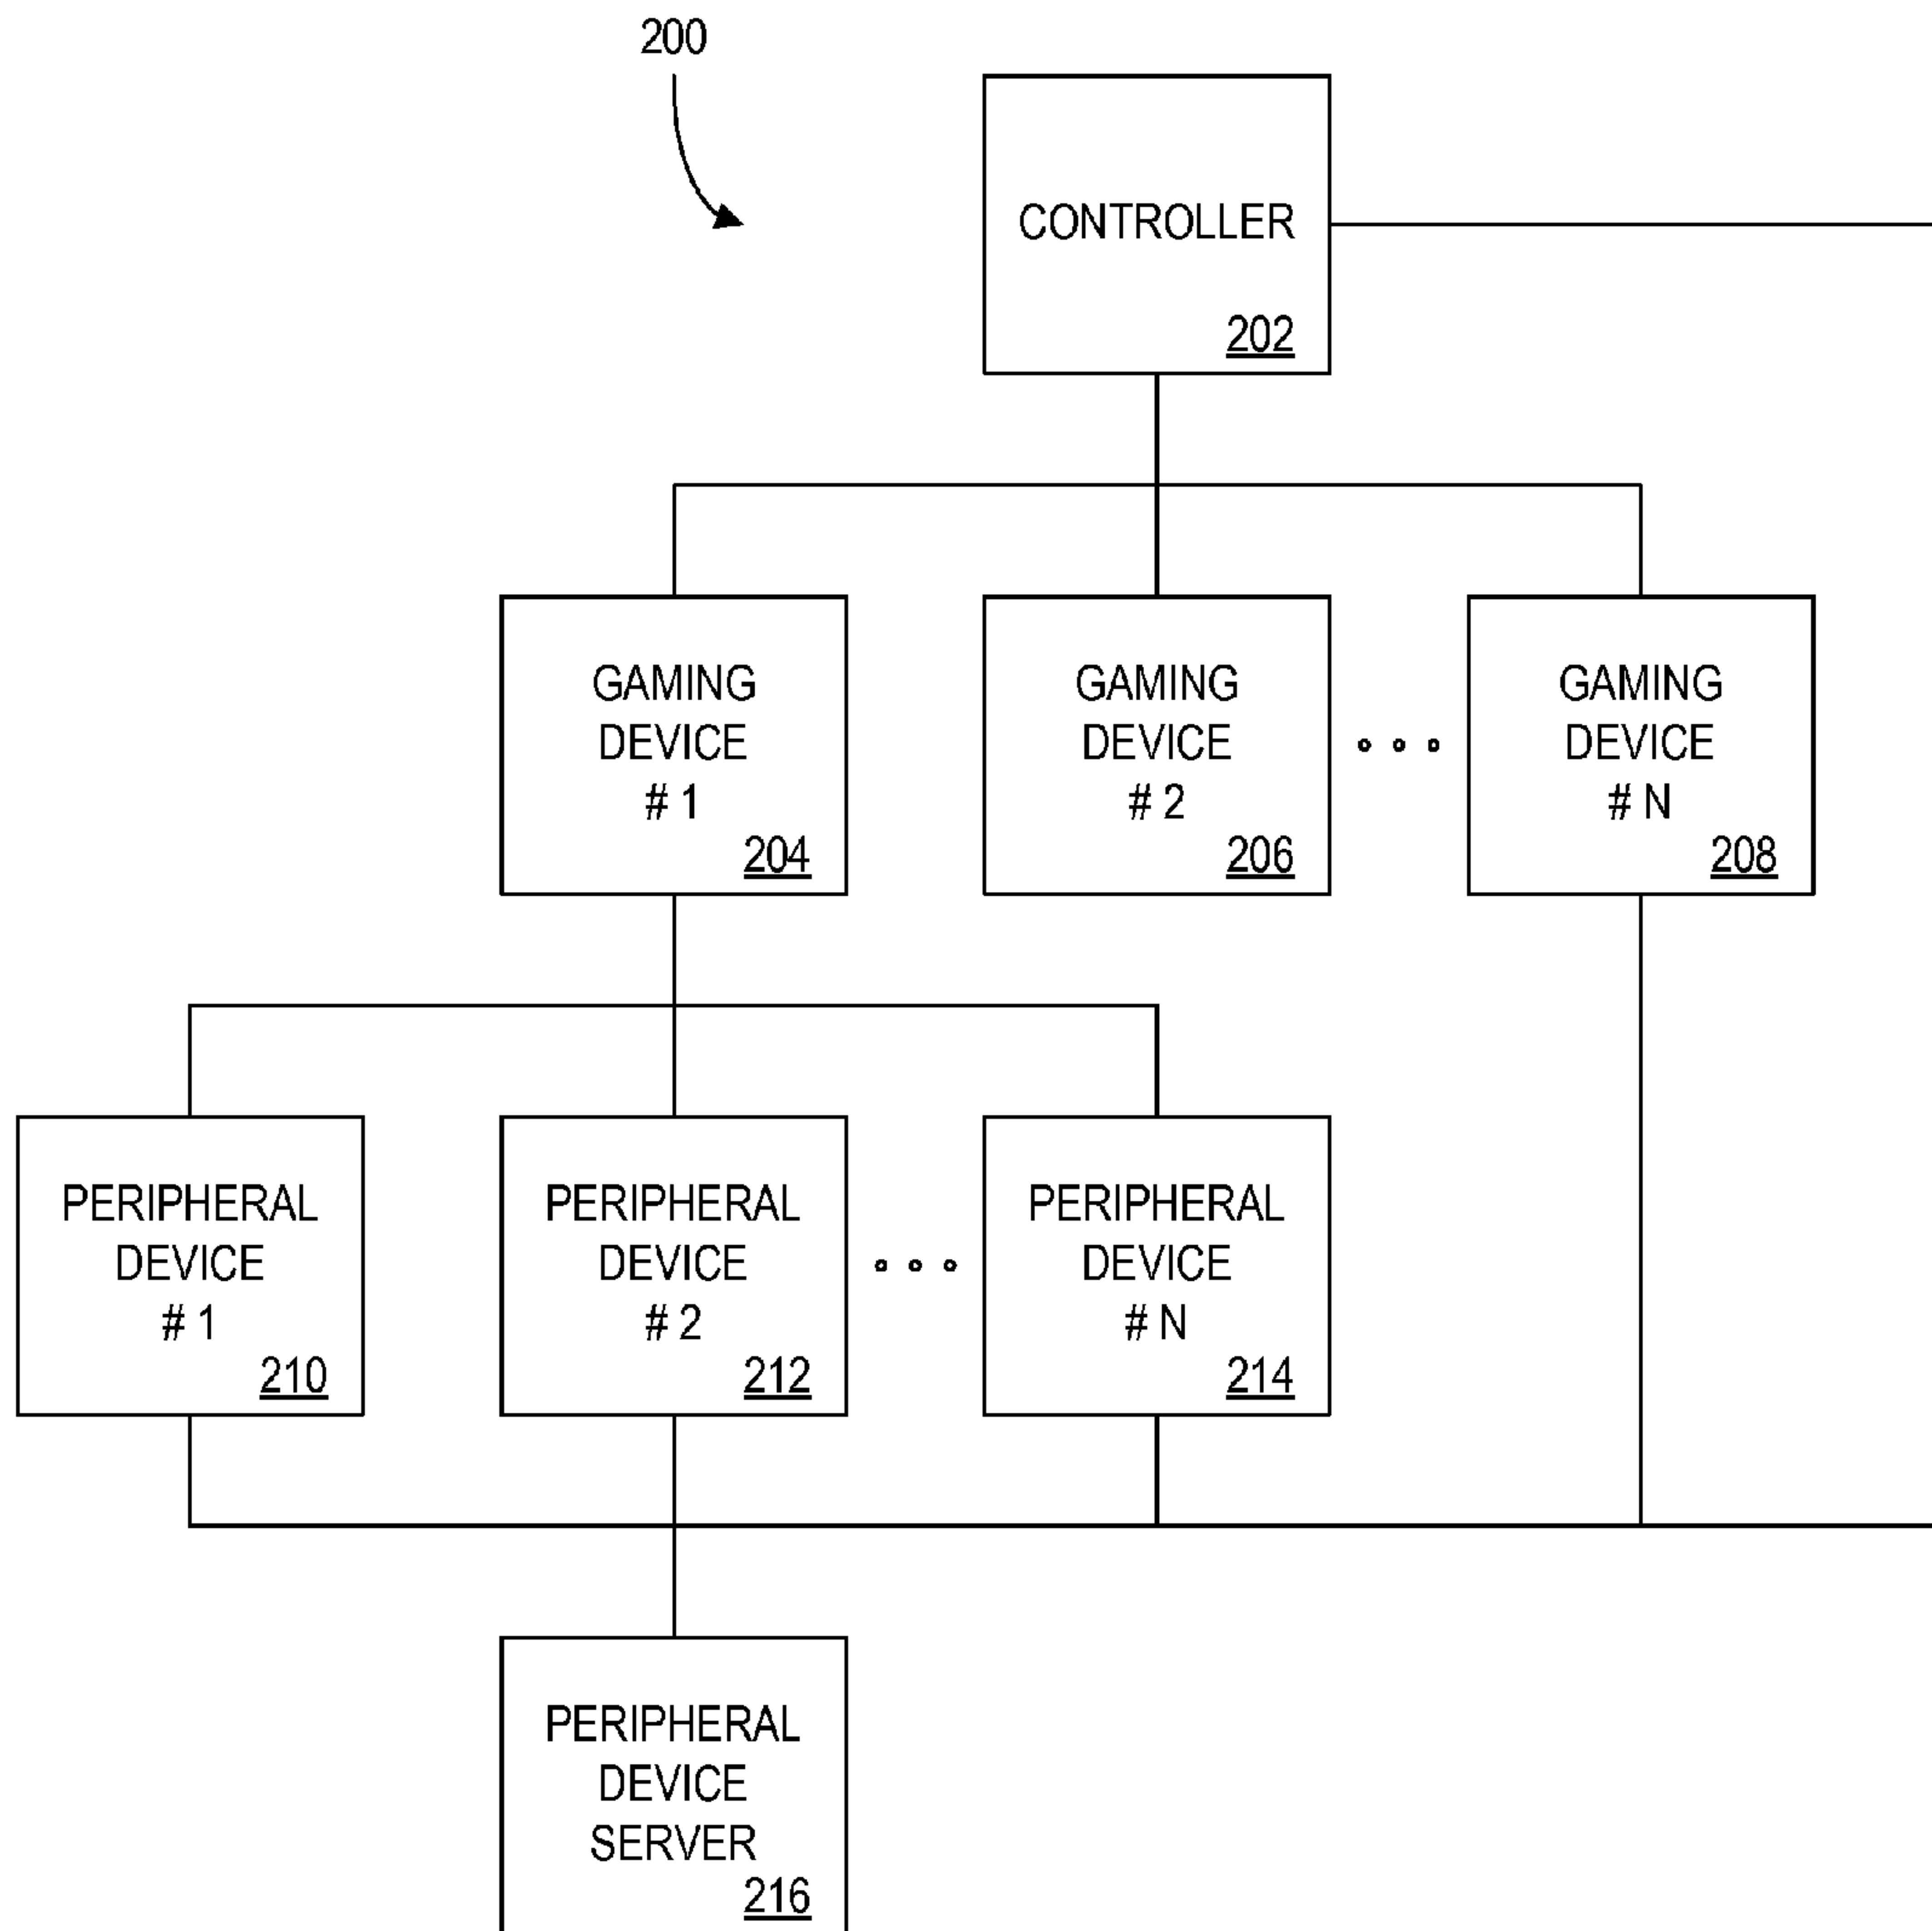 200
CONTROLLER
202
GAMING
DEVICE
# 1
204
GAMING
DEVICE
# 2
206
GAMING
DEVICE
# N
208
PERIPHERAL
DEVICE
# 1
210
PERIPHERAL
DEVICE
# 2
212
PERIPHERAL
DEVICE
# N
214
PERIPHERAL
DEVICE
SERVER
216